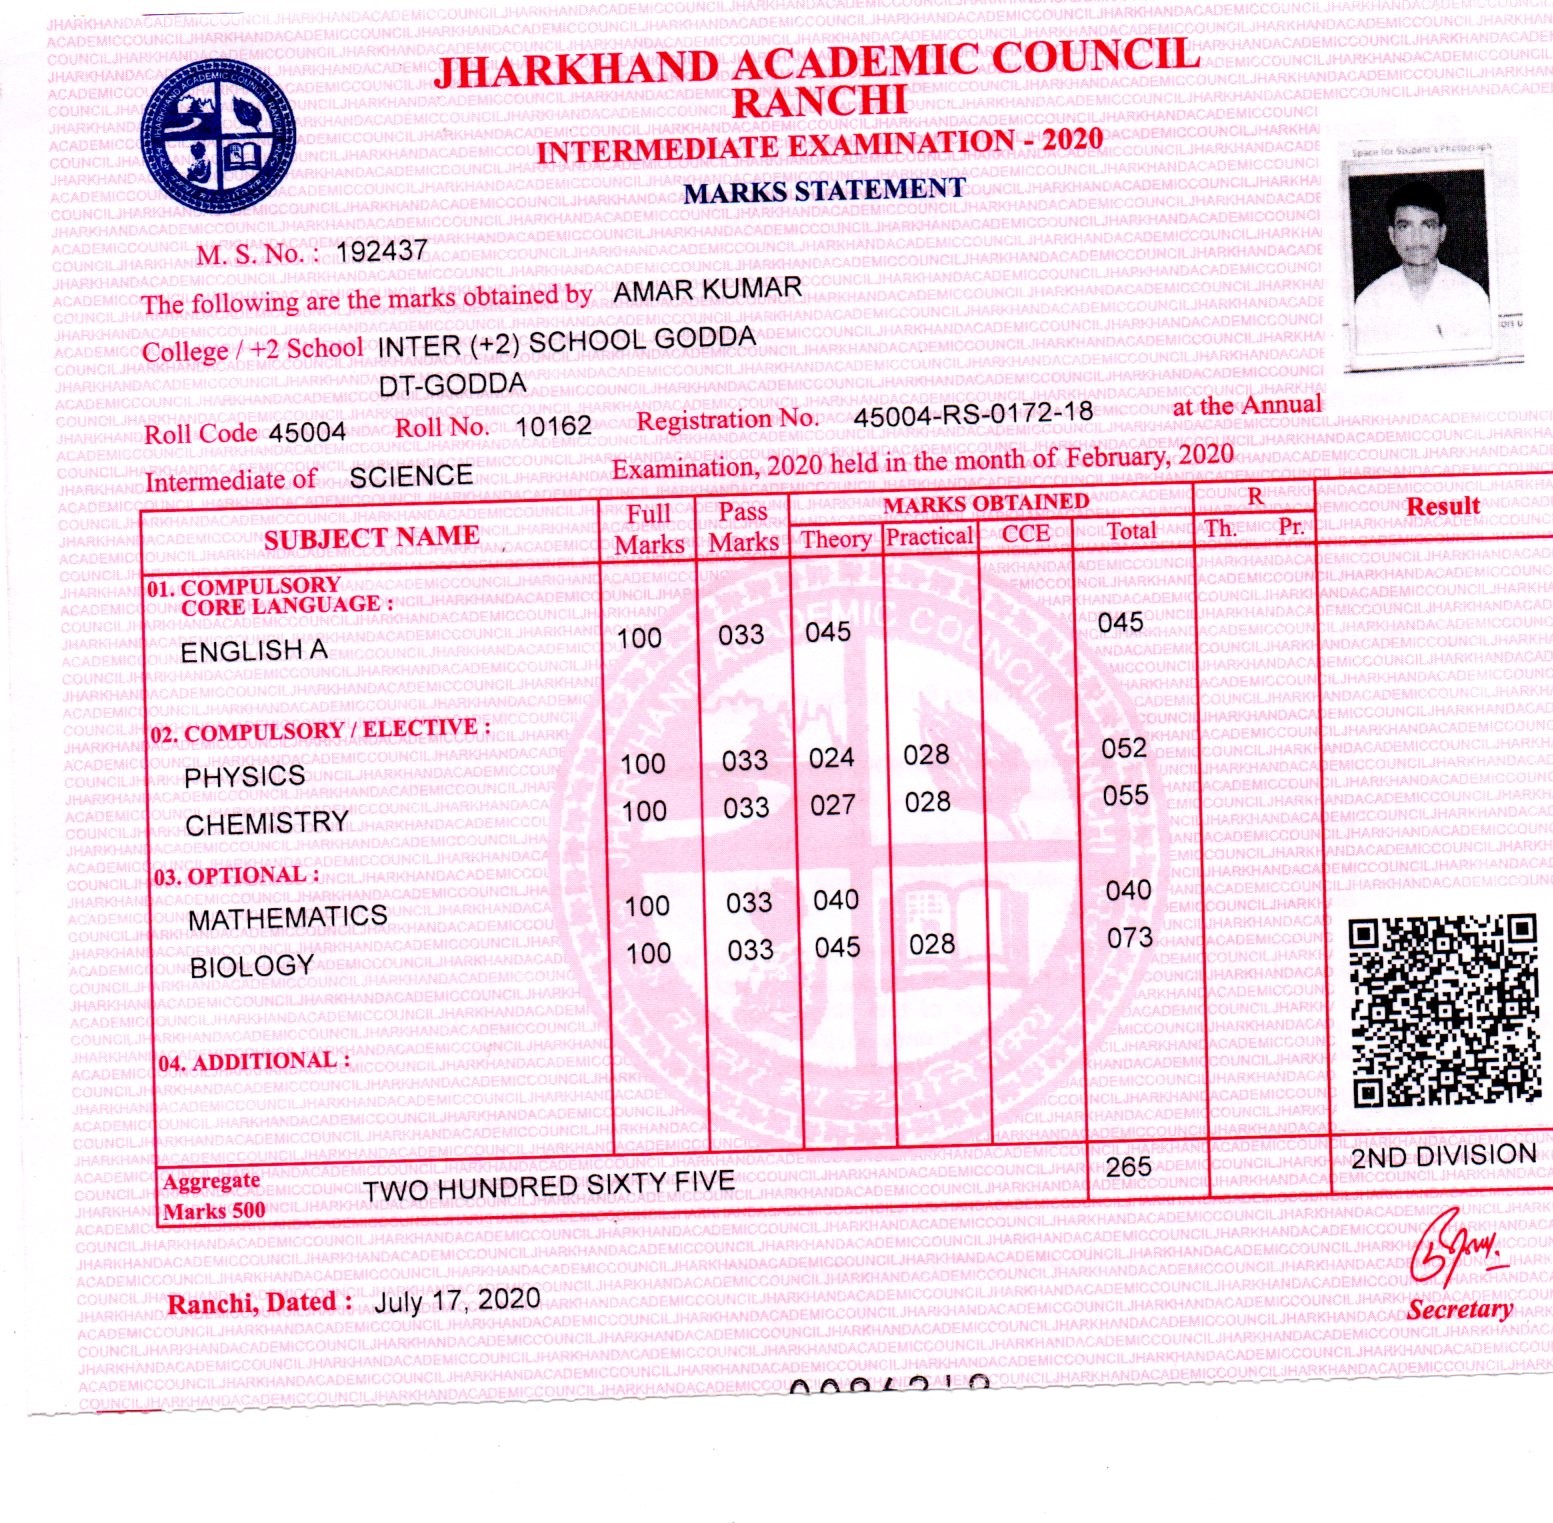 JHARKHAND ACADEMIC COUNCIL
RANCHI
INTERMEDIATE EXAMINATION - 2020
MARKS STATEMENT
Space for Student's Photograph
M. S. No. : 192437
The following are the marks obtained by AMAR KUMAR
College / +2 School INTER (+2) SCHOOL GODDA
DT-GODDA
Roll Code 45004 Roll No. 10162 Registration No. 45004-RS-0172-18 at the Annual
Intermediate of SCIENCE Examination, 2020 held in the month of February, 2020
SUBJECT NAME Full Marks Pass Marks MARKS OBTAINED R Result
Theory Practical CCE Total Th. Pr.
01. COMPULSORY
CORE LANGUAGE :
ENGLISH A 100 033 045 045
02. COMPULSORY / ELECTIVE :
PHYSICS 100 033 024 028 052
CHEMISTRY 100 033 027 028 055
03. OPTIONAL :
MATHEMATICS 100 033 040 040
BIOLOGY 100 033 045 028 073
04. ADDITIONAL :
Aggregate
Marks 500 TWO HUNDRED SIXTY FIVE 265 2ND DIVISION
Ranchi, Dated : July 17, 2020
Secretary